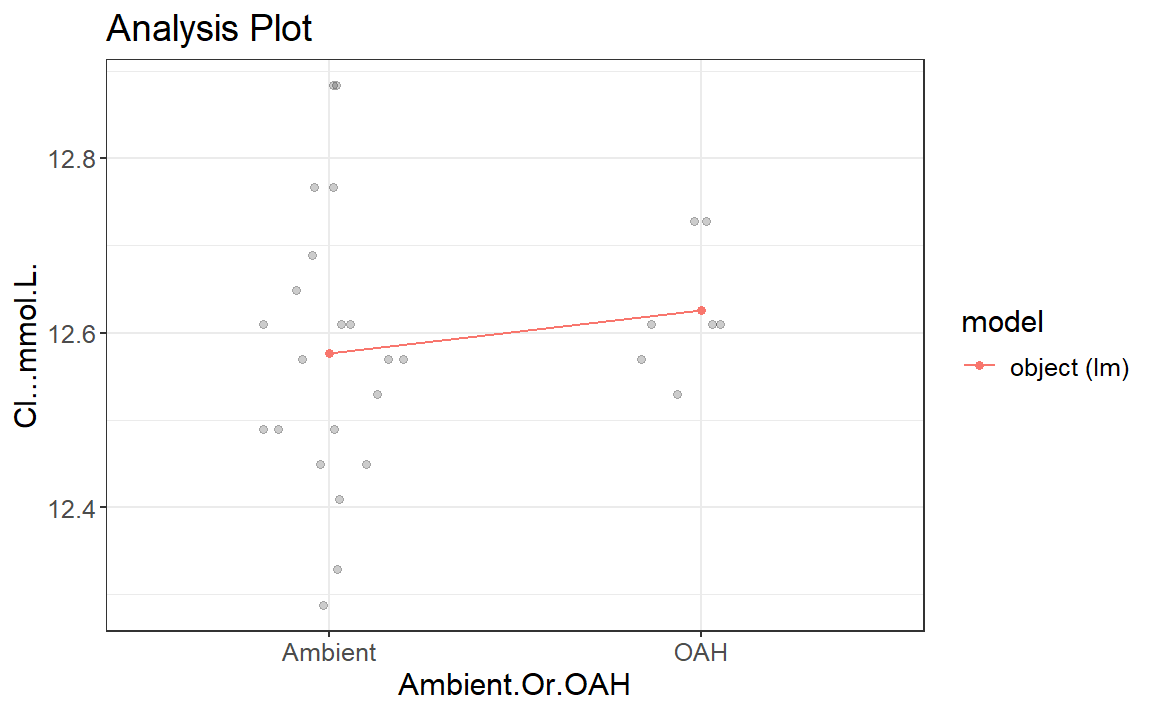 Analysis Plot
12.8
12.6
12.4
Cl...mmol.L.
Ambient
OAH
Ambient.Or.OAH
model
object (lm)